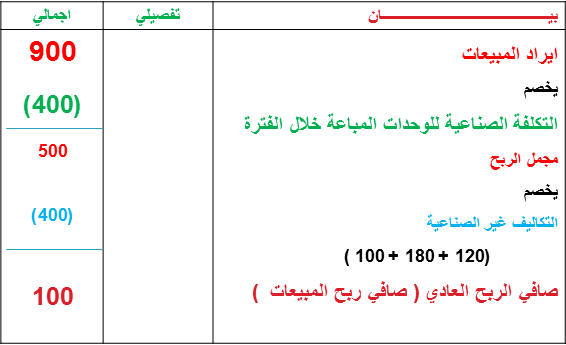 بيــــــــــــــــــــــــــــــــان تفصيلي اجمالي
ايراد المبيعات 900
يخصم
التكلفة الصناعية للوحدات المباعة خلال الفترة (400)
مجمل الربح 500
يخصم
التكاليف غير الصناعية (400)
(120 + 180 + 100 )
صافي الربح العادي ( صافي ربح المبيعات ) 100